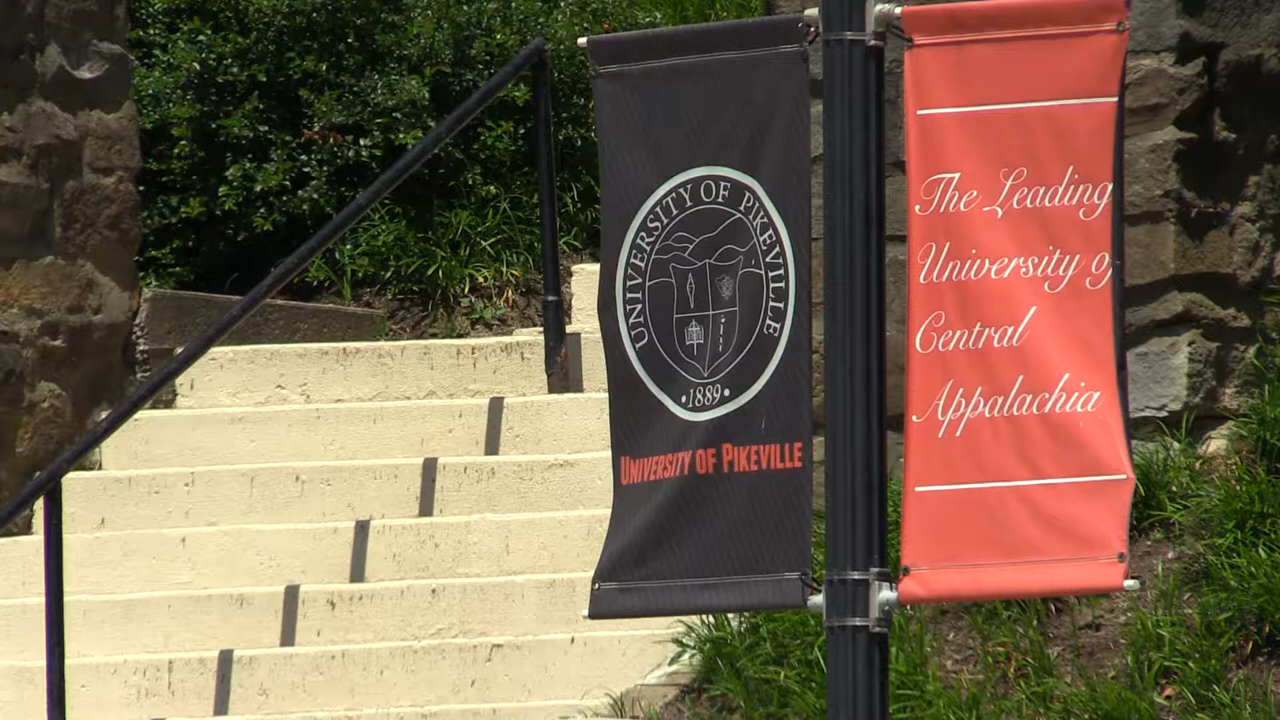 UNIVERSITY OF PIKEVILLE
•1889•
UNIVERSITY OF PIKEVILLE
The Leading
University of
Central
Appalachia